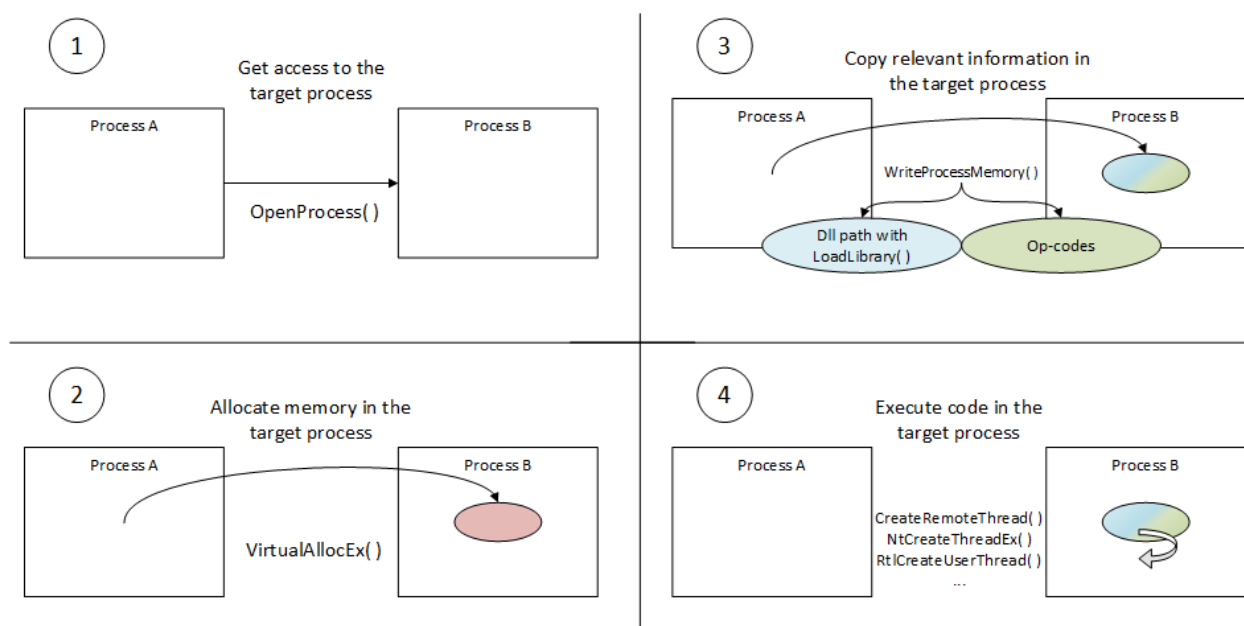 1
Get access to the
target process
Process A
Process B
OpenProcess( )
2
Allocate memory in the
target process
Process A
Process B
VirtualAllocEx( )
3
Copy relevant information in
the target process
Process A
Process B
WriteProcessMemory( )
Dll path with
LoadLibrary( )
Op-codes
4
Execute code in the
target process
Process A
Process B
CreateRemoteThread( )
NtCreateThreadEx( )
RtlCreateUserThread( )
...